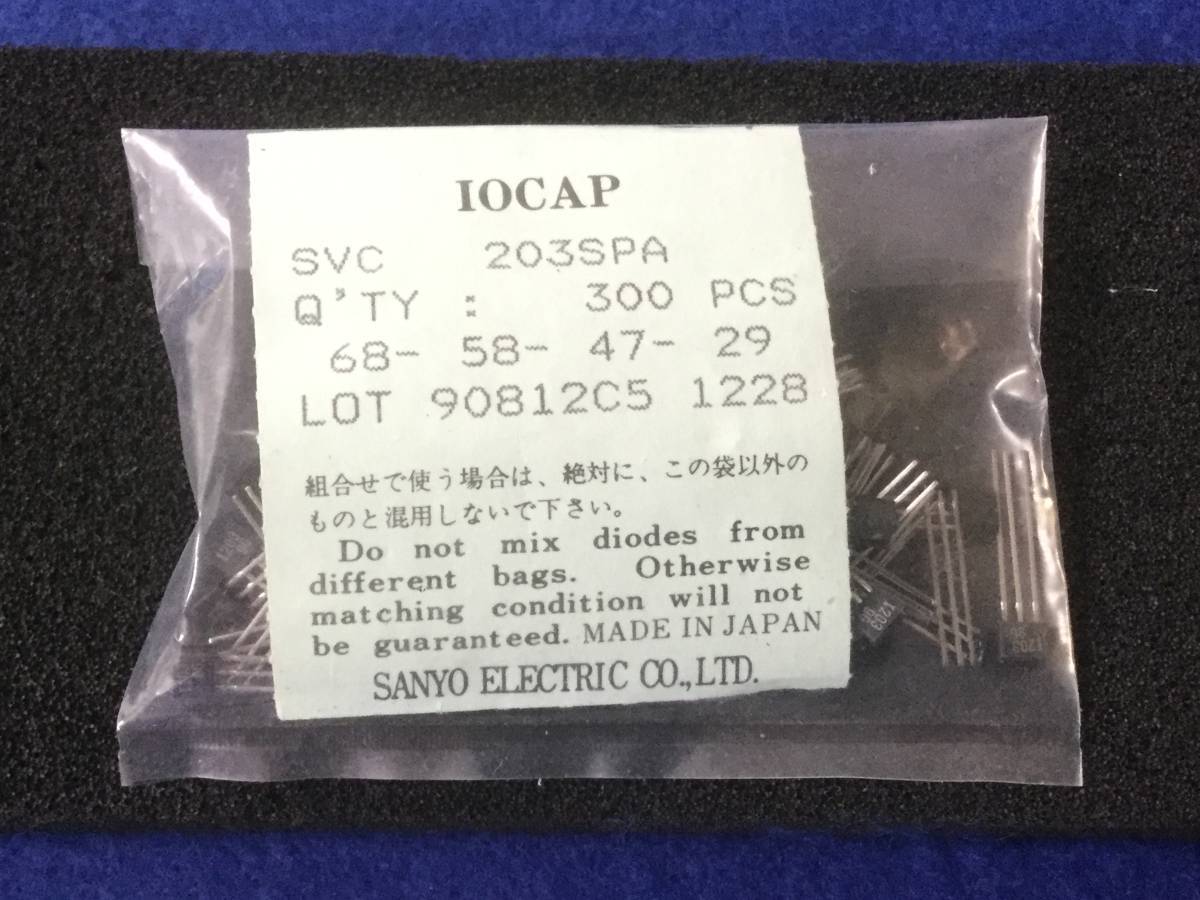 IOCAP
SVC 203SPA
Q'TY : 300 PCS
68- 58- 47- 29
LOT 90812C5 1228
組合せで使う場合は、絶対に、この袋以外の
ものと混用しないで下さい。
Do not mix diodes from
different bags. Otherwise
matching condition will not
be guaranteed. MADE IN JAPAN
SANYO ELECTRIC CO.,LTD.